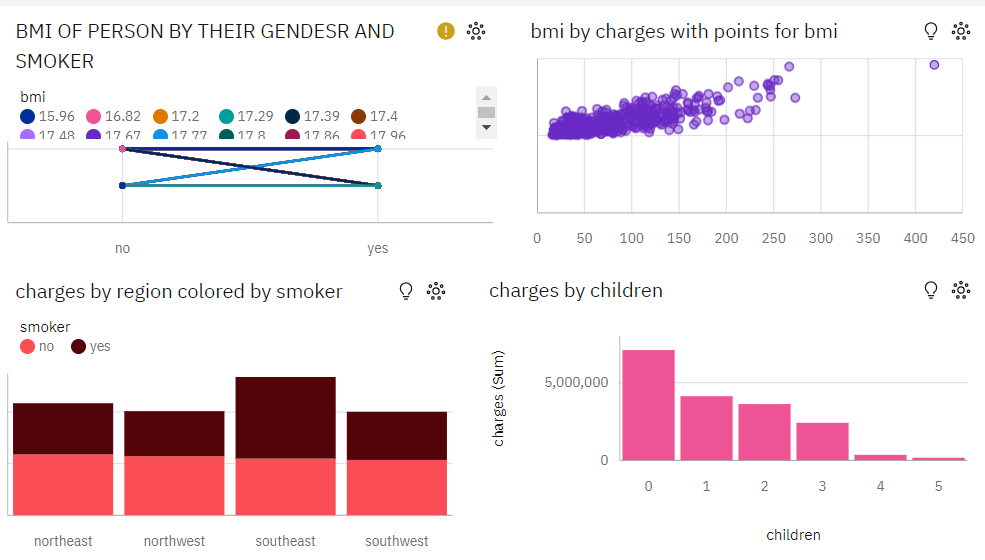 BMI OF PERSON BY THEIR GENDESR AND
SMOKER
bmi
15.96 16.82 17.2 17.29 17.39 17.4
17.48 17.67 17.77 17.8 17.86 17.96
no yes
bmi by charges with points for bmi
0 50 100 150 200 250 300 350 400 450
charges by region colored by smoker
smoker
no yes
northeast northwest southeast southwest
charges by children
charges (Sum)
5,000,000
0
0 1 2 3 4 5
children